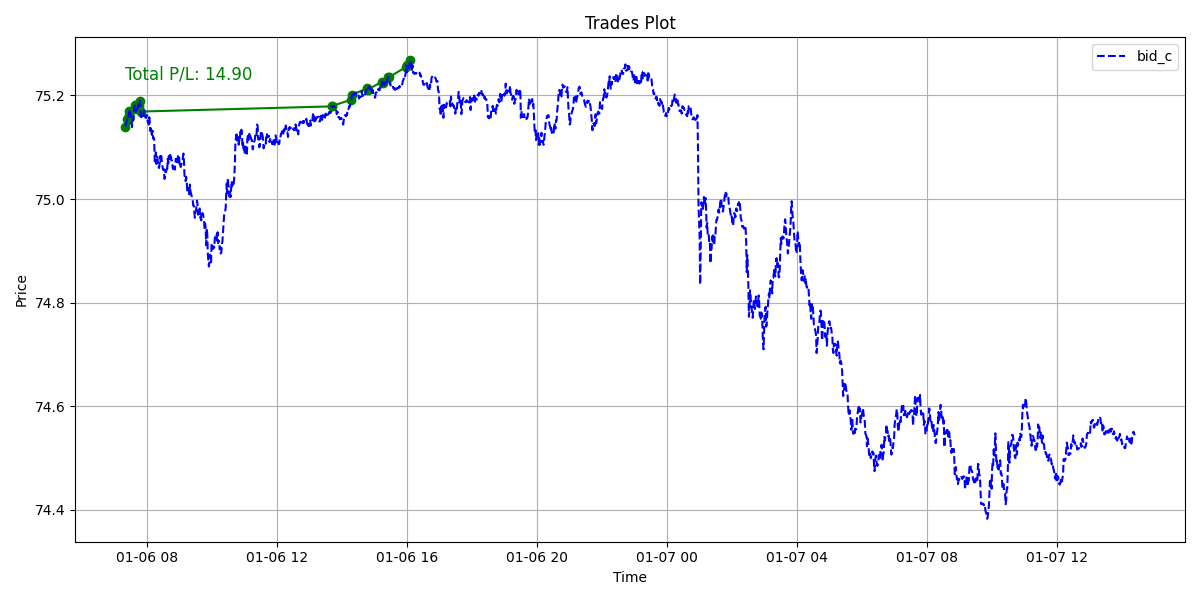 Trades Plot
Total P/L: 14.90
bid_c
75.2
75.0
74.8
74.6
74.4
Price
01-06 08
01-06 12
01-06 16
01-06 20
01-07 00
01-07 04
01-07 08
01-07 12
Time